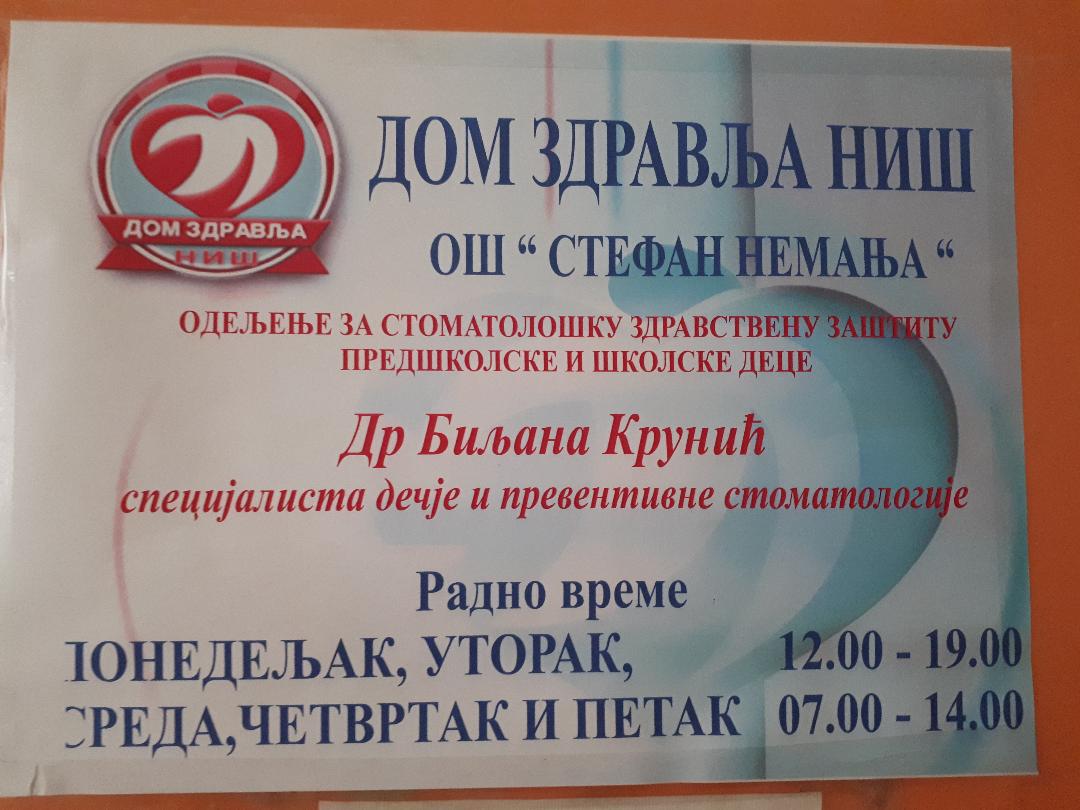 ДОМ ЗДРАВЉА
НИШ
ДОМ ЗДРАВЉА НИШ
ОШ “ СТЕФАН НЕМАЊА “
ОДЕЉЕЊЕ ЗА СТОМАТОЛОШКУ ЗДРАВСТВЕНУ ЗАШТИТУ
ПРЕДШКОЛСКЕ И ШКОЛСКЕ ДЕЦЕ
Др Биљана Крунић
специјалиста дечје и превентивне стоматологије
Радно време
ПОНЕДЕЉАК, УТОРАК, 12.00 - 19.00
СРЕДА,ЧЕТВРТАК И ПЕТАК 07.00 - 14.00